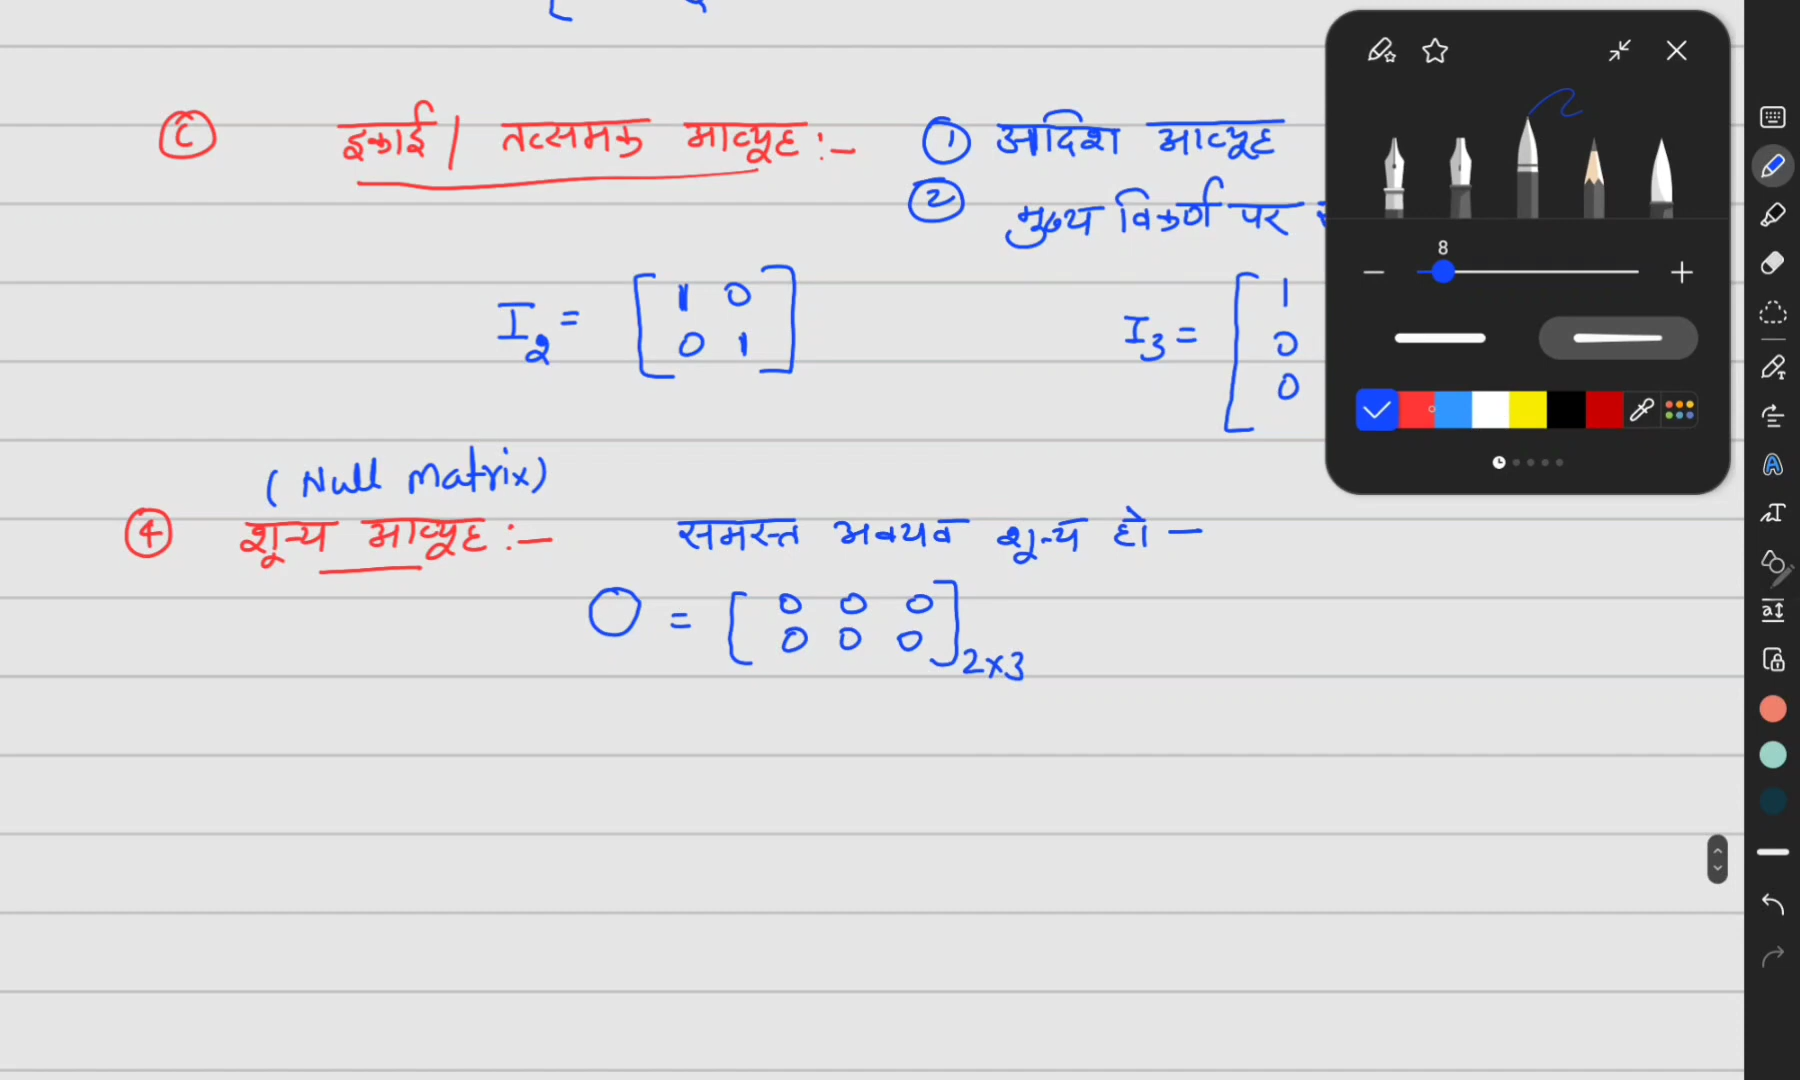 C इकाई / तत्समक आव्यूह :- ① आदिश आव्यूह
② मुख्य विकर्ण पर
I₂ = [ 1 0
0 1 ]
I₃ = [ 1
0
0
(Null matrix)
④ शून्य आव्यूह :- समस्त अवयव शून्य हो -
O = [ 0 0 0
0 0 0 ] 2×3
8